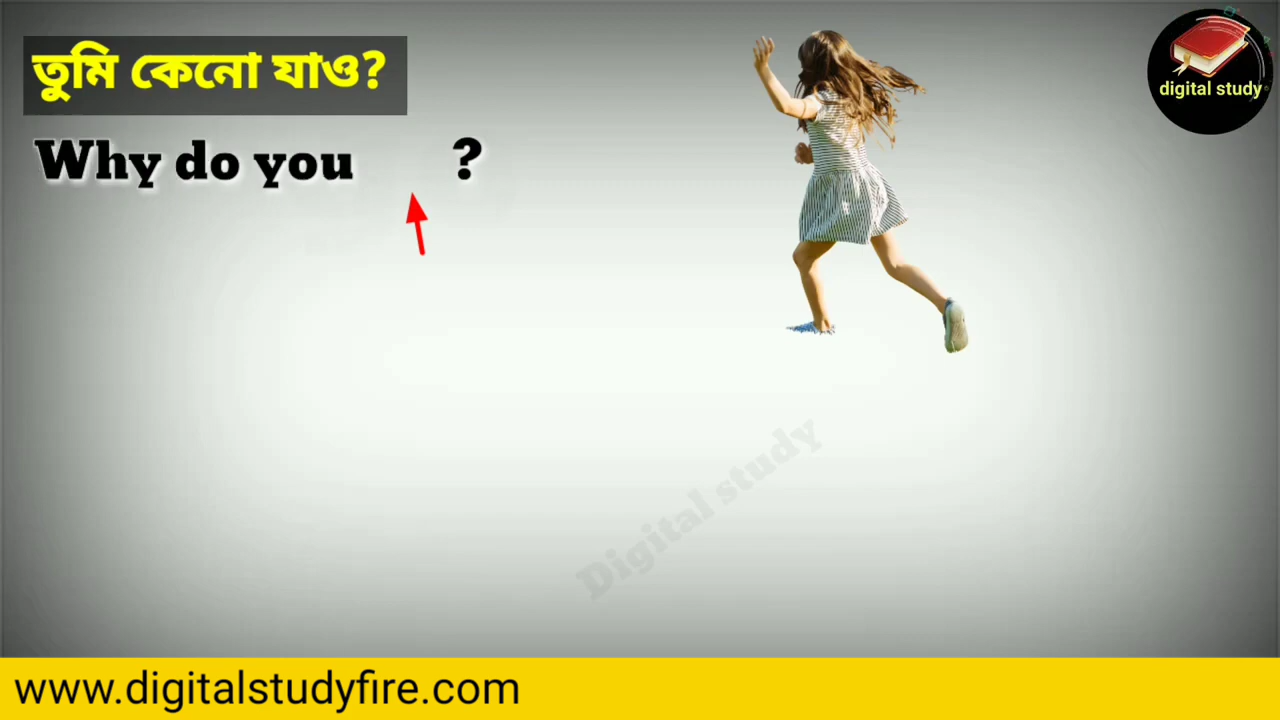 তুমি কেনো যাও?
Why do you ?
digital study
Digital study
www.digitalstudyfire.com